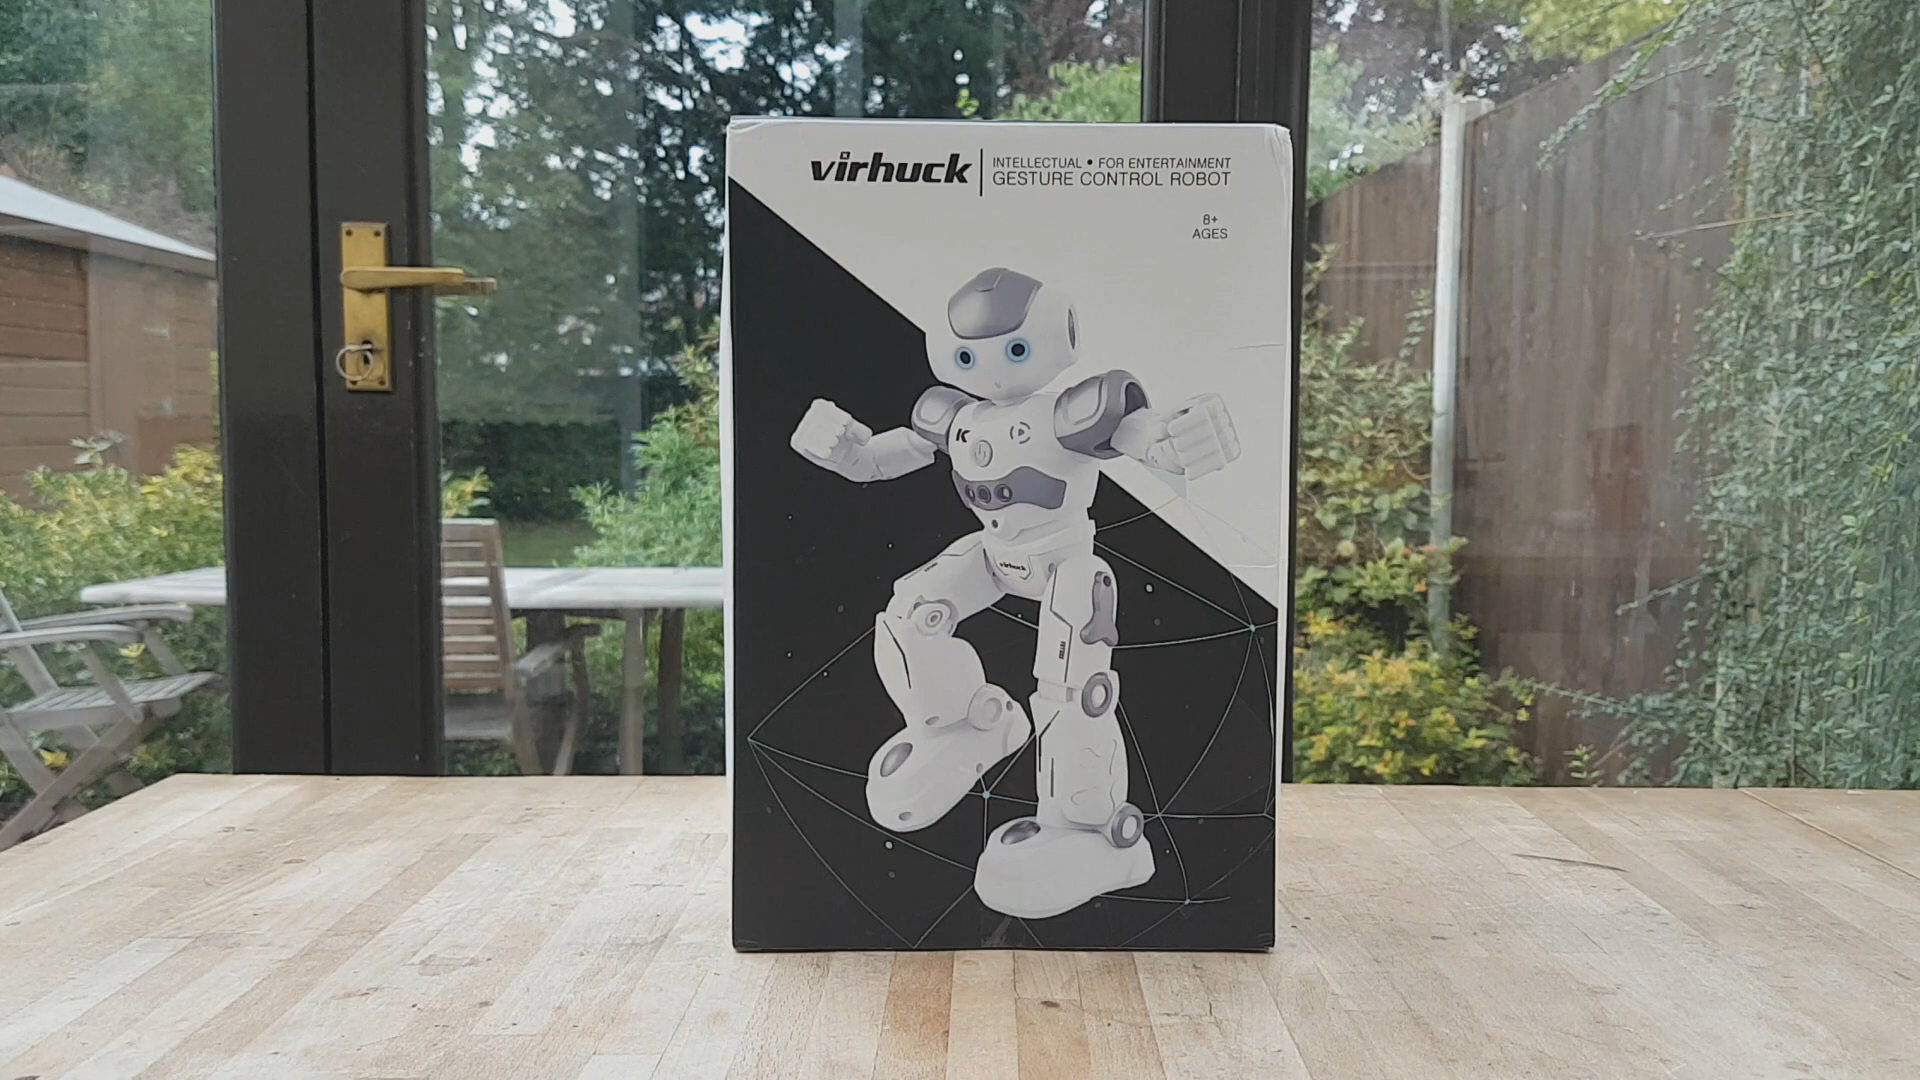 virhuck
INTELLECTUAL • FOR ENTERTAINMENT
GESTURE CONTROL ROBOT
8+
AGES
K
virhuck